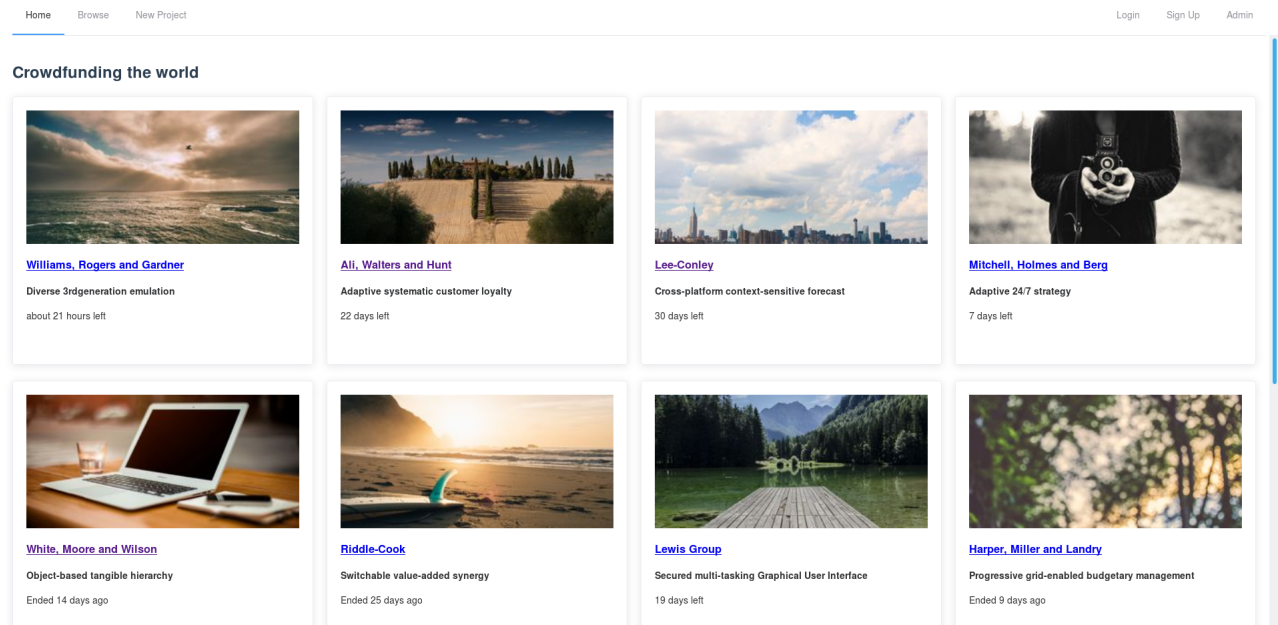 Home Browse New Project Login Sign Up Admin
Crowdfunding the world
Williams, Rogers and Gardner
Diverse 3rdgeneration emulation
about 21 hours left
Ali, Walters and Hunt
Adaptive systematic customer loyalty
22 days left
Lee-Conley
Cross-platform context-sensitive forecast
30 days left
Mitchell, Holmes and Berg
Adaptive 24/7 strategy
7 days left
White, Moore and Wilson
Object-based tangible hierarchy
Ended 14 days ago
Riddle-Cook
Switchable value-added synergy
Ended 25 days ago
Lewis Group
Secured multi-tasking Graphical User Interface
19 days left
Harper, Miller and Landry
Progressive grid-enabled budgetary management
Ended 9 days ago